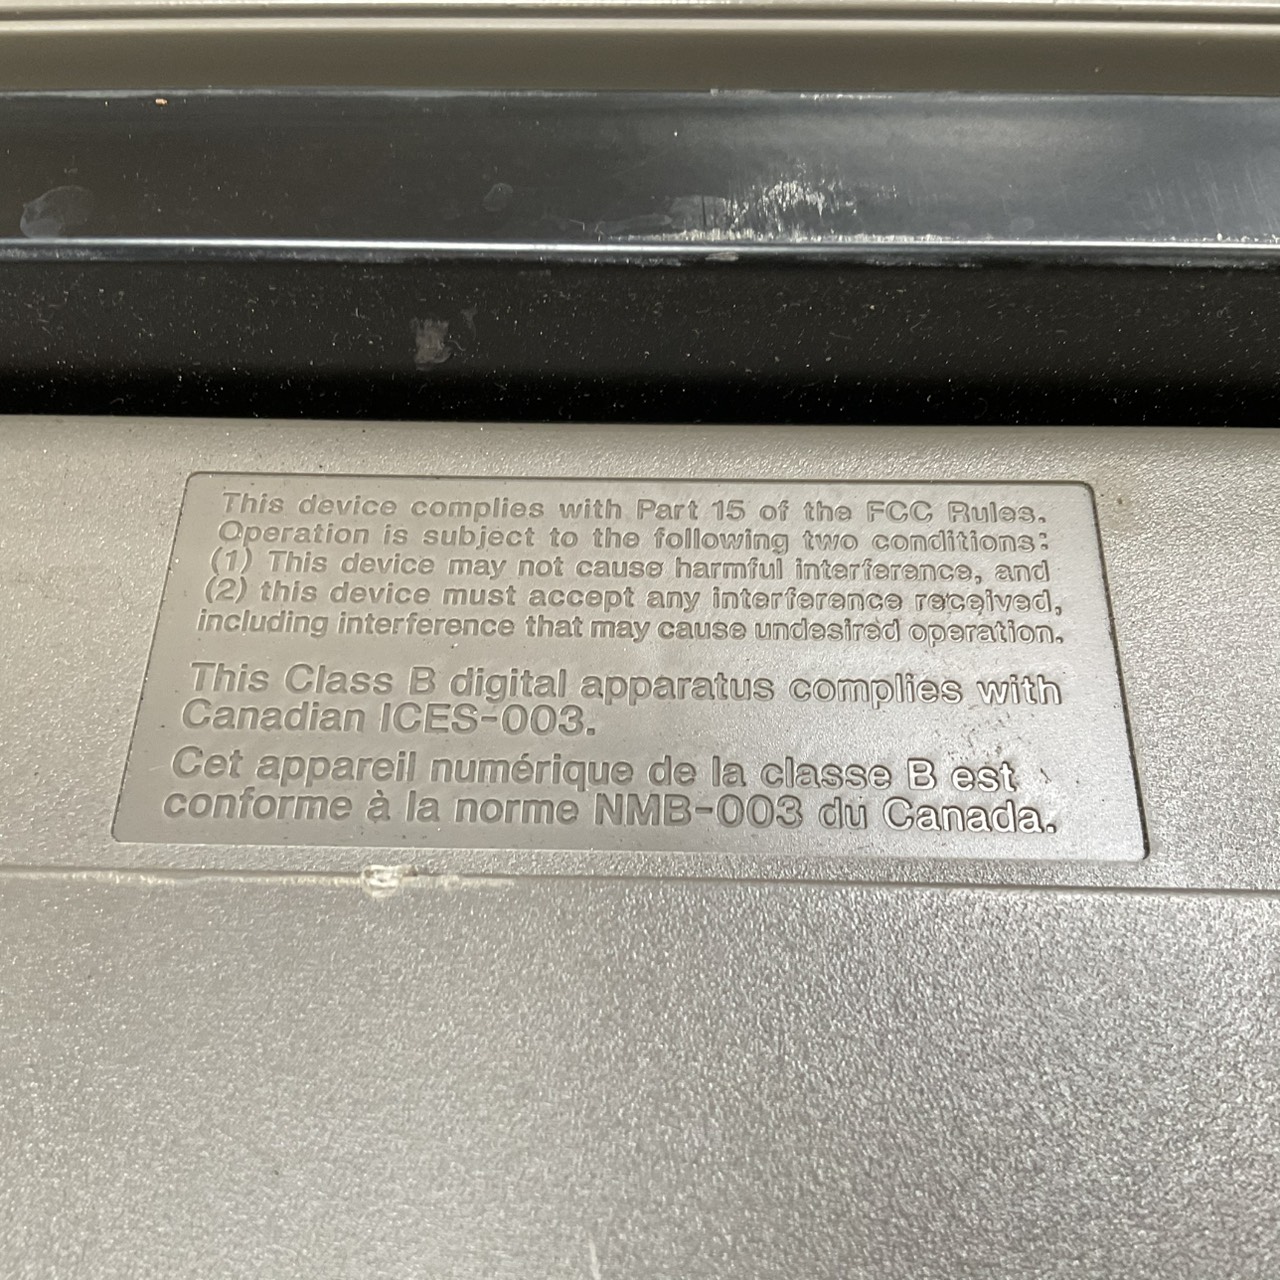 This device complies with Part 15 of the FCC Rules.
Operation is subject to the following two conditions:
(1) This device may not cause harmful interference, and
(2) this device must accept any interference received,
including interference that may cause undesired operation.
This Class B digital apparatus complies with
Canadian ICES-003.
Cet appareil numérique de la classe B est
conforme à la norme NMB-003 du Canada.